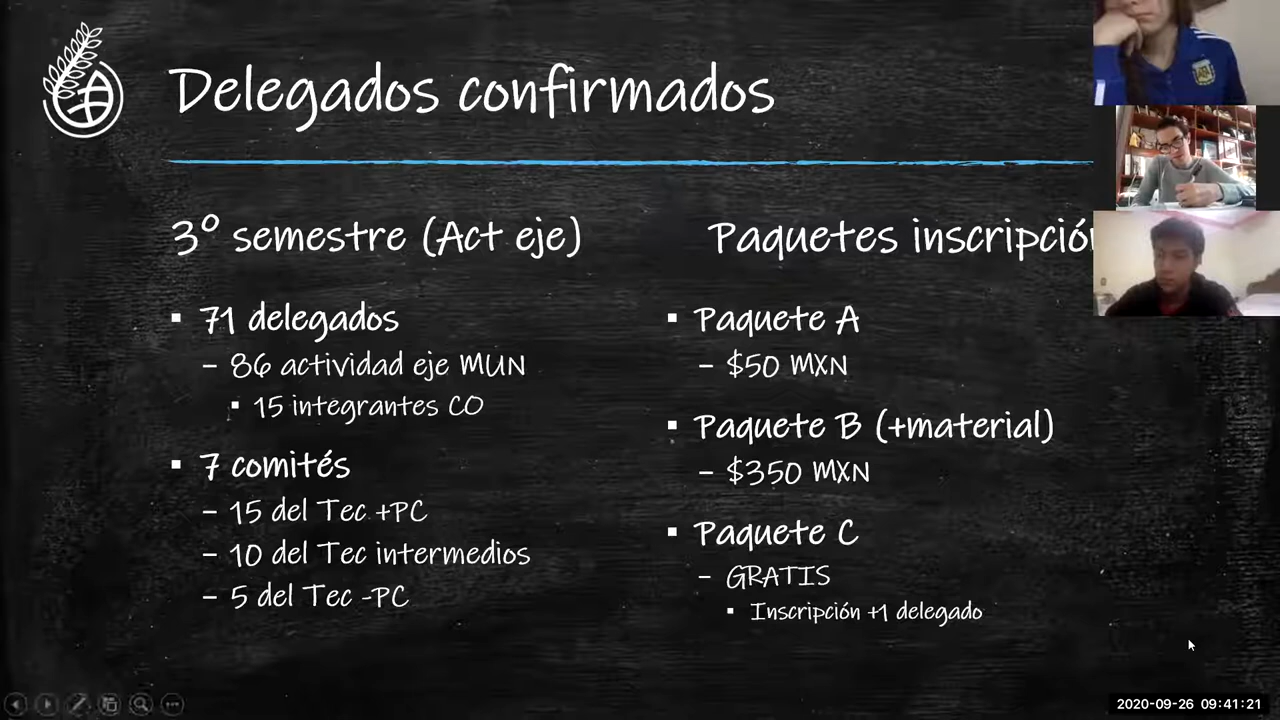 Delegados confirmados
3º semestre (Act eje)
▪ 71 delegados
– 86 actividad eje MUN
▪ 15 integrantes CO
▪ 7 comités
– 15 del Tec +PC
– 10 del Tec intermedios
– 5 del Tec -PC
Paquetes inscripción
▪ Paquete A
– $50 MXN
▪ Paquete B (+material)
– $350 MXN
▪ Paquete C
– GRATIS
▪ Inscripción +1 delegado
2020-09-26 09:41:21